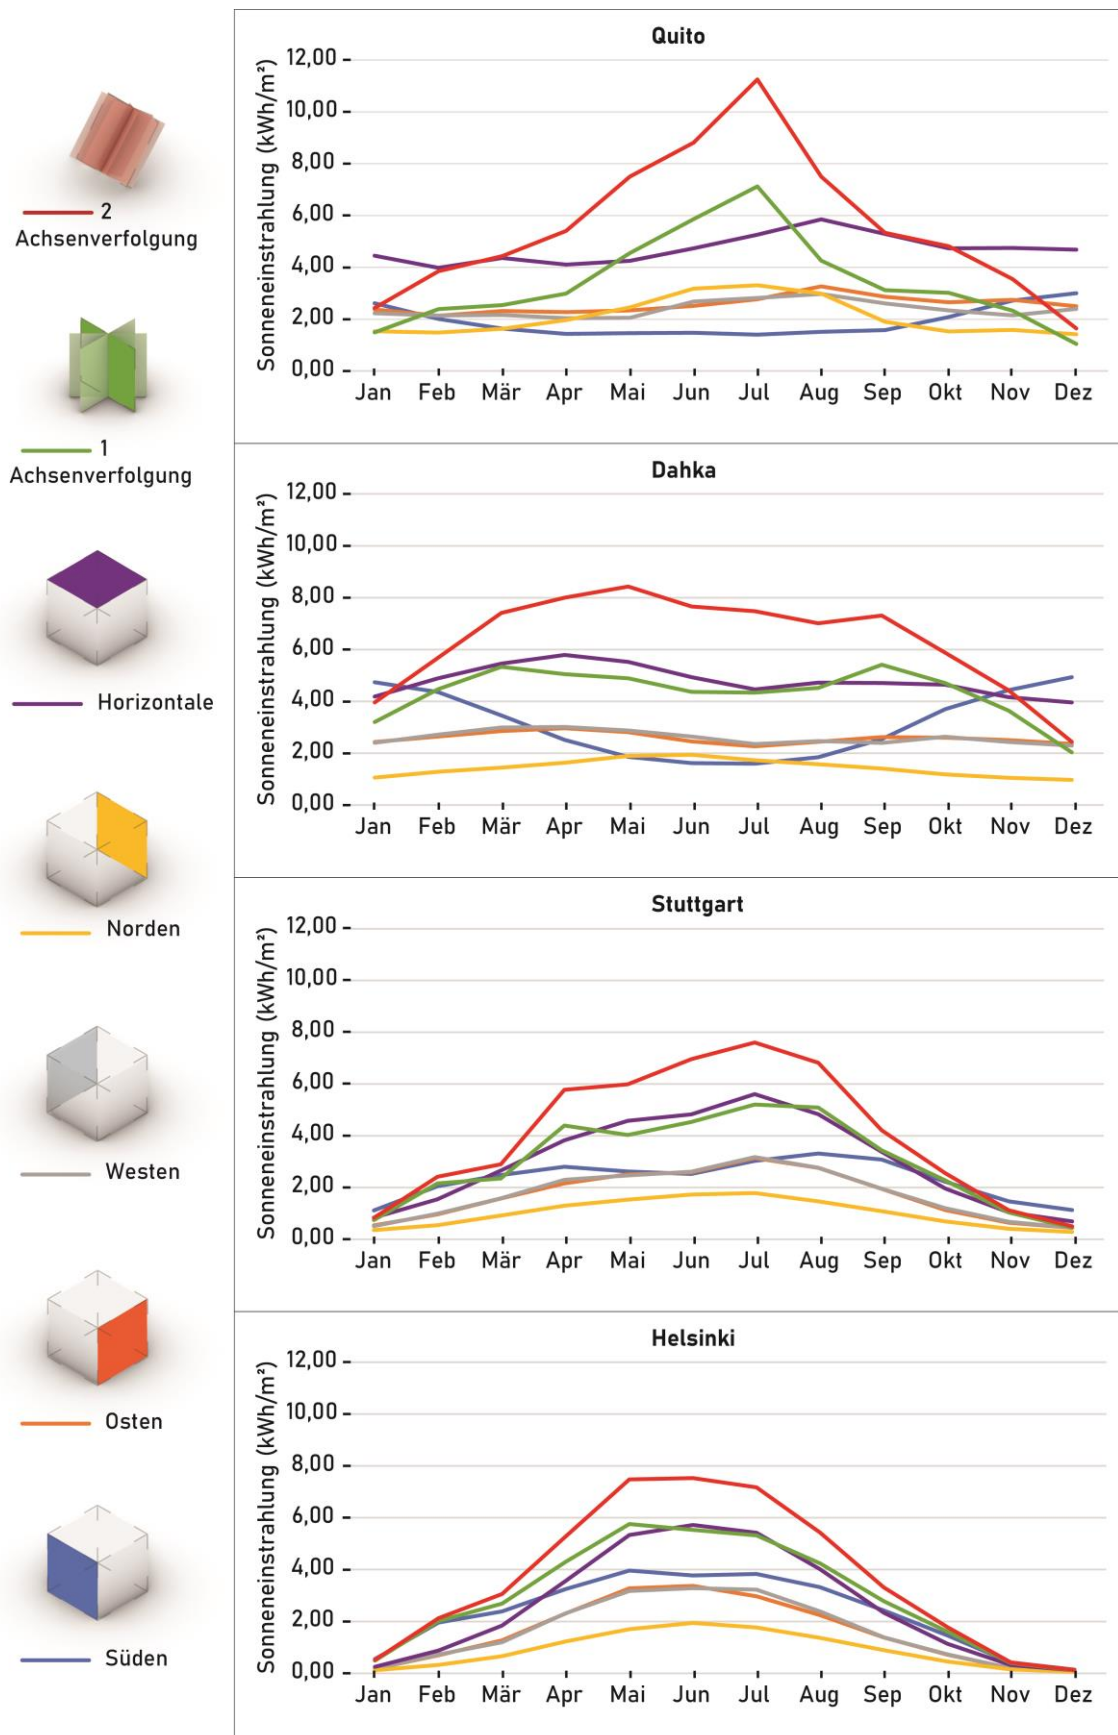 2
Achsenverfolgung
1
Achsenverfolgung
Horizontale
Norden
Westen
Osten
Süden
Quito
Sonneneinstrahlung (kWh/m²)
12,00
10,00
8,00
6,00
4,00
2,00
0,00
Jan Feb Mär Apr Mai Jun Jul Aug Sep Okt Nov Dez
Dahka
Sonneneinstrahlung (kWh/m²)
12,00
10,00
8,00
6,00
4,00
2,00
0,00
Jan Feb Mär Apr Mai Jun Jul Aug Sep Okt Nov Dez
Stuttgart
Sonneneinstrahlung (kWh/m²)
12,00
10,00
8,00
6,00
4,00
2,00
0,00
Jan Feb Mär Apr Mai Jun Jul Aug Sep Okt Nov Dez
Helsinki
Sonneneinstrahlung (kWh/m²)
12,00
10,00
8,00
6,00
4,00
2,00
0,00
Jan Feb Mär Apr Mai Jun Jul Aug Sep Okt Nov Dez